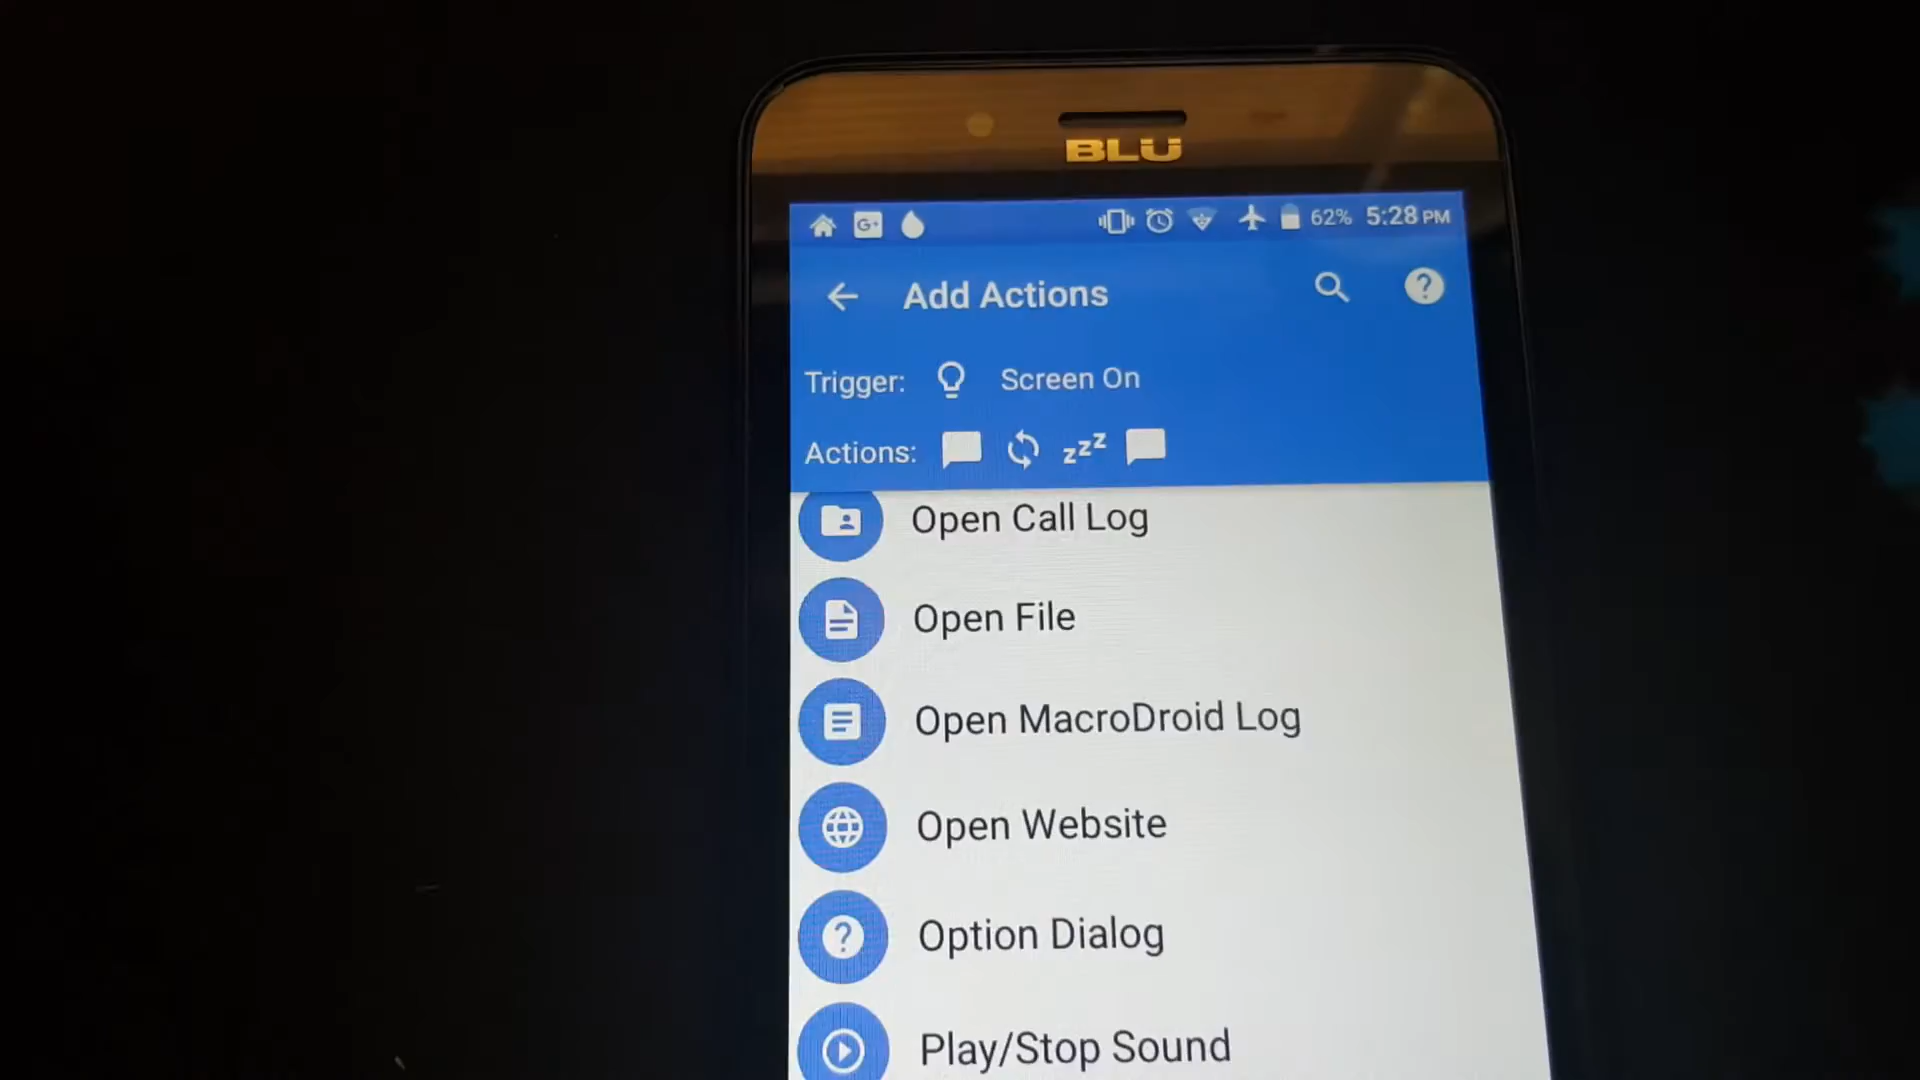 BLU
G+ 62% 5:28 PM
Add Actions ?
Trigger: Screen On
Actions: zzZ
Open Call Log
Open File
Open MacroDroid Log
Open Website
? Option Dialog
Play/Stop Sound